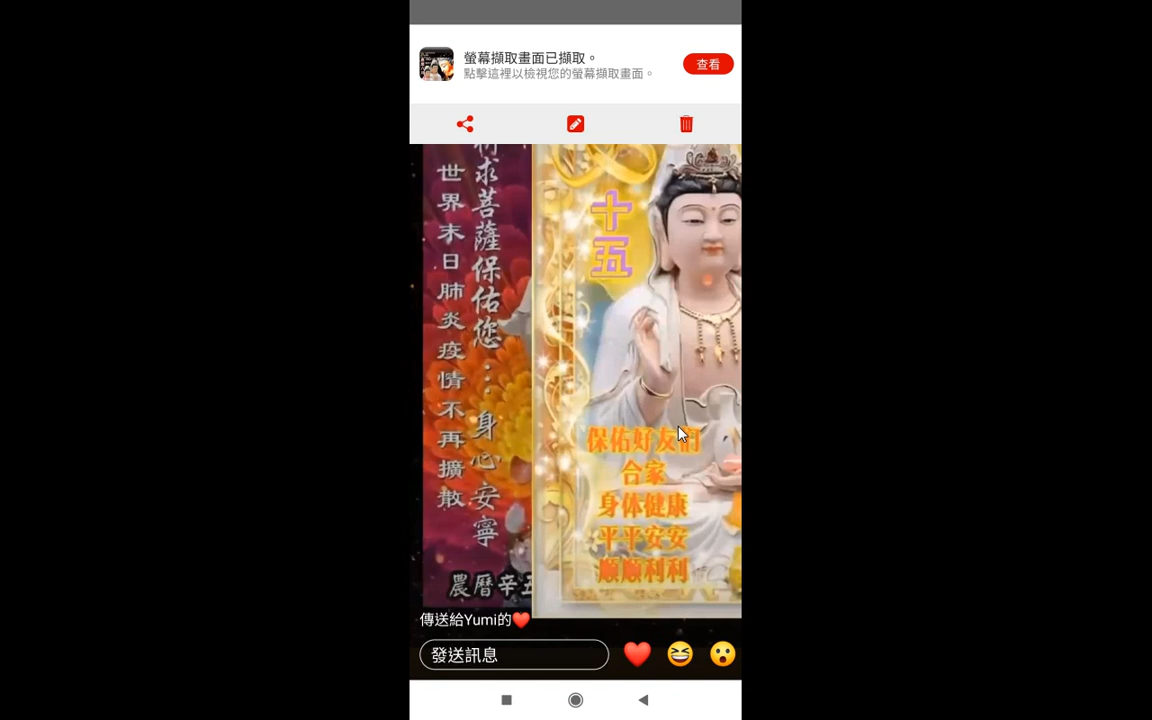 螢幕擷取畫面已擷取。
點擊這裡以檢視您的螢幕擷取畫面。
查看
求菩薩保佑您…身心安寧
世界末日肺炎疫情不再擴散
農曆辛丑
十五
保佑好友们
合家
身体健康
平平安安
顺顺利利
傳送給Yumi的❤️
發送訊息